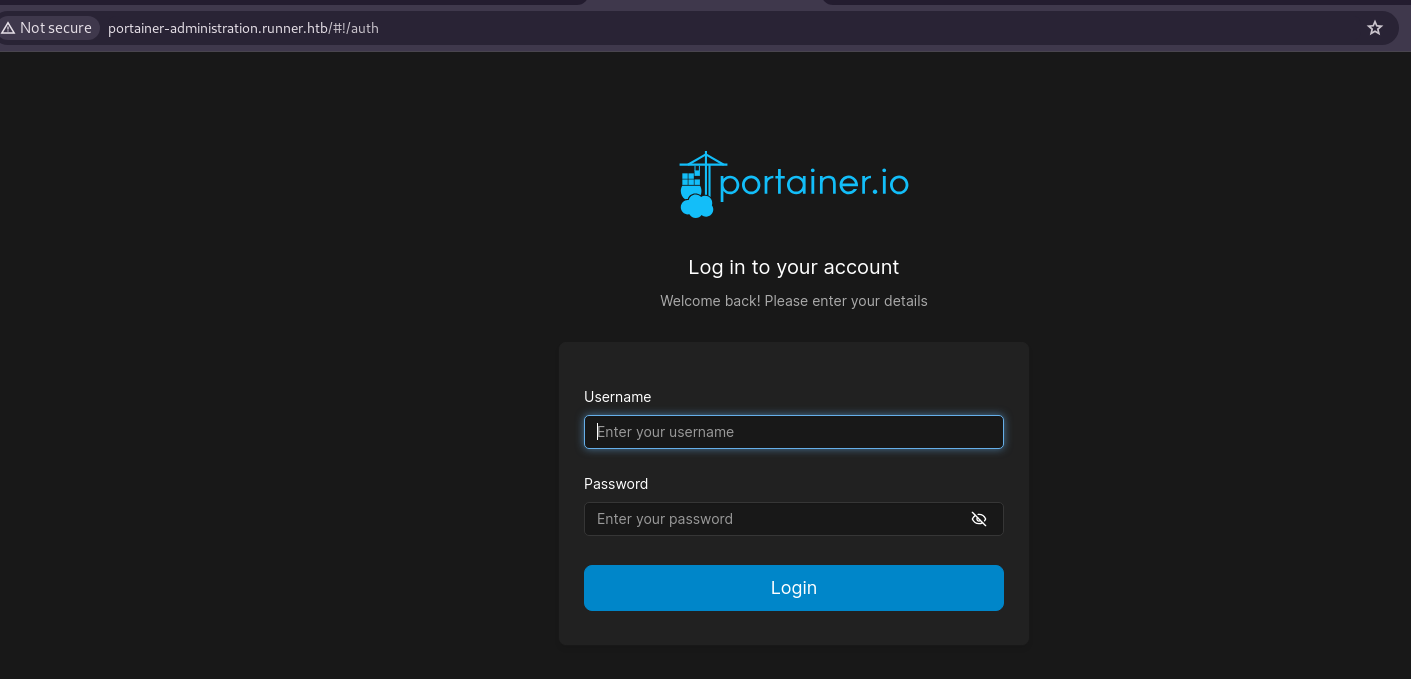 Not secure portainer-administration.runner.htb/#!/auth
portainer.io
Log in to your account
Welcome back! Please enter your details
Username
Enter your username
Password
Enter your password
Login